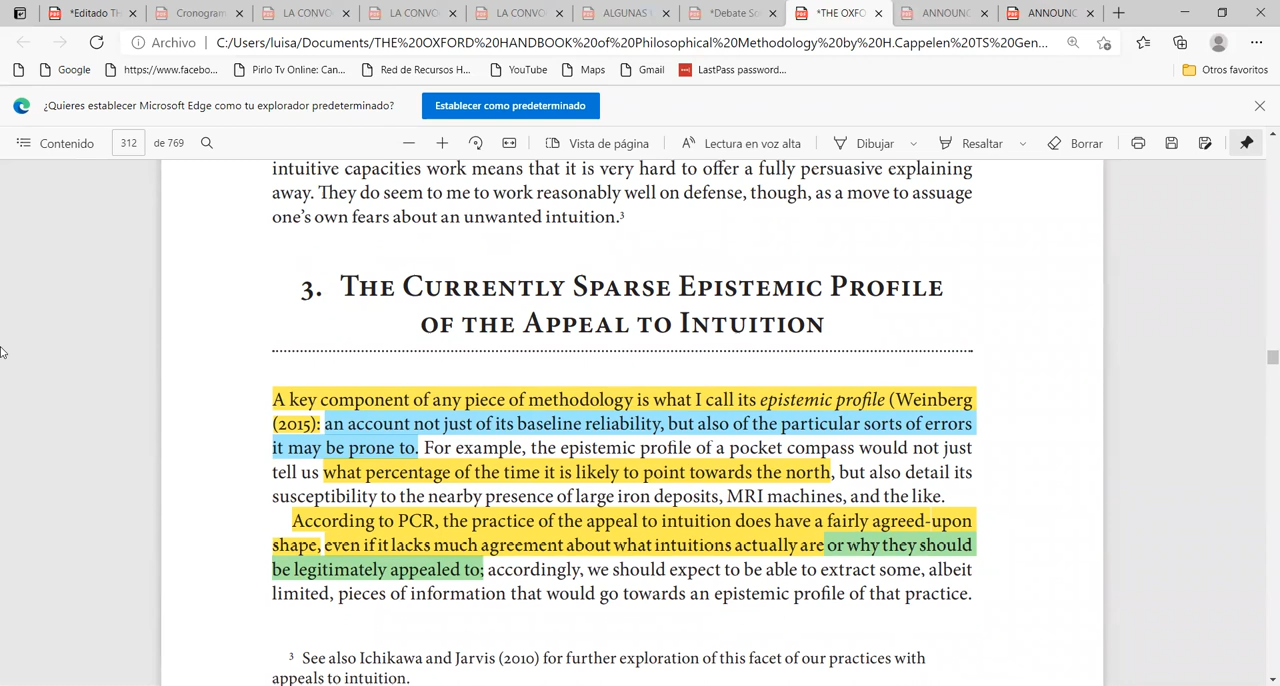 *Editado TH
Cronogram
LA CONVO
LA CONVO
LA CONVO
ALGUNAS
*Debate So
*THE OXFO
ANNOUNC
ANNOUNC
Archivo
C:/Users/luisa/Documents/THE%20OXFORD%20HANDBOOK%20of%20Philosophical%20Methodology%20by%20H.Cappelen%20TS%20Gen...
Google
https://www.facebo...
Pirlo Tv Online: Can...
Red de Recursos H...
YouTube
Maps
Gmail
LastPass password...
Otros favoritos
¿Quieres establecer Microsoft Edge como tu explorador predeterminado?
Establecer como predeterminado
Contenido
312
de 769
Vista de página
Lectura en voz alta
Dibujar
Resaltar
Borrar
intuitive capacities work means that it is very hard to offer a fully persuasive explaining
away. They do seem to me to work reasonably well on defense, though, as a move to assuage
one's own fears about an unwanted intuition.³
3. The Currently Sparse Epistemic Profile
of the Appeal to Intuition
A key component of any piece of methodology is what I call its epistemic profile (Weinberg
(2015): an account not just of its baseline reliability, but also of the particular sorts of errors
it may be prone to. For example, the epistemic profile of a pocket compass would not just
tell us what percentage of the time it is likely to point towards the north, but also detail its
susceptibility to the nearby presence of large iron deposits, MRI machines, and the like.
According to PCR, the practice of the appeal to intuition does have a fairly agreed-upon
shape, even if it lacks much agreement about what intuitions actually are or why they should
be legitimately appealed to; accordingly, we should expect to be able to extract some, albeit
limited, pieces of information that would go towards an epistemic profile of that practice.
³ See also Ichikawa and Jarvis (2010) for further exploration of this facet of our practices with
appeals to intuition.